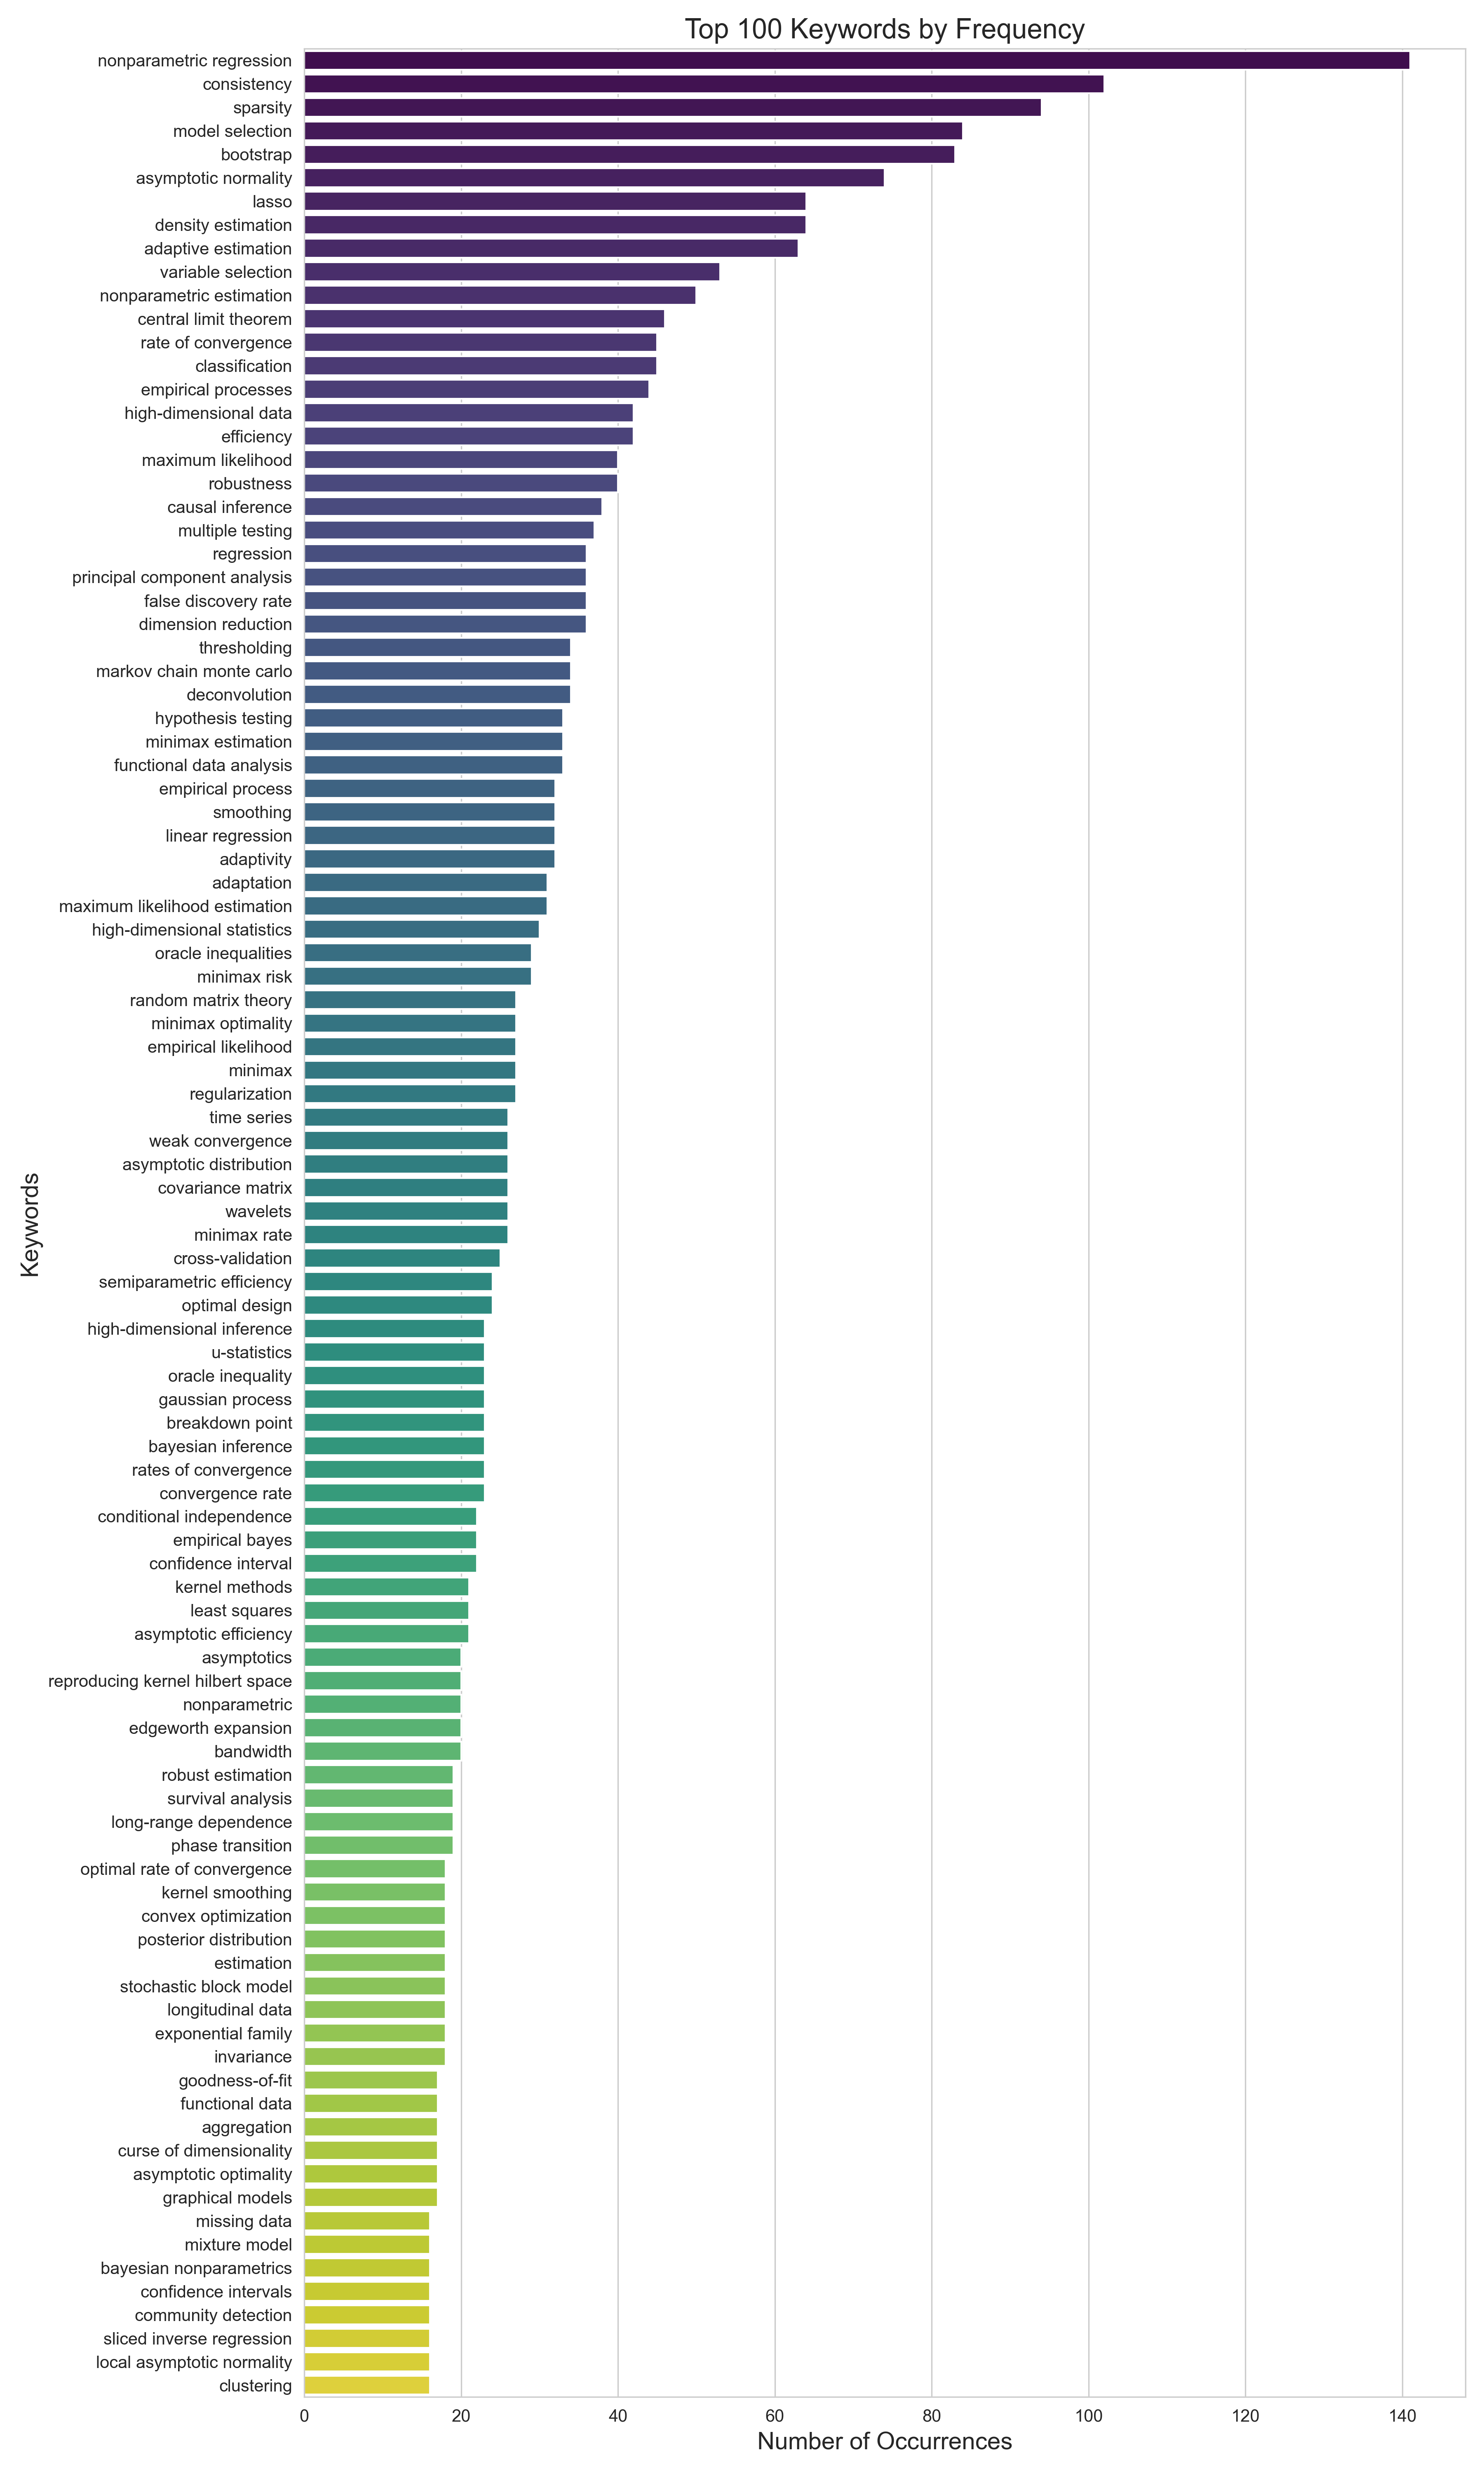 Top 100 Keywords by Frequency
nonparametric regression
consistency
sparsity
model selection
bootstrap
asymptotic normality
lasso
density estimation
adaptive estimation
variable selection
nonparametric estimation
central limit theorem
rate of convergence
classification
empirical processes
high-dimensional data
efficiency
maximum likelihood
robustness
causal inference
multiple testing
regression
principal component analysis
false discovery rate
dimension reduction
thresholding
markov chain monte carlo
deconvolution
hypothesis testing
minimax estimation
functional data analysis
empirical process
smoothing
linear regression
adaptivity
adaptation
maximum likelihood estimation
high-dimensional statistics
oracle inequalities
minimax risk
random matrix theory
minimax optimality
empirical likelihood
minimax
regularization
time series
weak convergence
asymptotic distribution
covariance matrix
wavelets
minimax rate
cross-validation
semiparametric efficiency
optimal design
high-dimensional inference
u-statistics
oracle inequality
gaussian process
breakdown point
bayesian inference
rates of convergence
convergence rate
conditional independence
empirical bayes
confidence interval
kernel methods
least squares
asymptotic efficiency
asymptotics
reproducing kernel hilbert space
nonparametric
edgeworth expansion
bandwidth
robust estimation
survival analysis
long-range dependence
phase transition
optimal rate of convergence
kernel smoothing
convex optimization
posterior distribution
estimation
stochastic block model
longitudinal data
exponential family
invariance
goodness-of-fit
functional data
aggregation
curse of dimensionality
asymptotic optimality
graphical models
missing data
mixture model
bayesian nonparametrics
confidence intervals
community detection
sliced inverse regression
local asymptotic normality
clustering
Keywords
0 20 40 60 80 100 120 140
Number of Occurrences